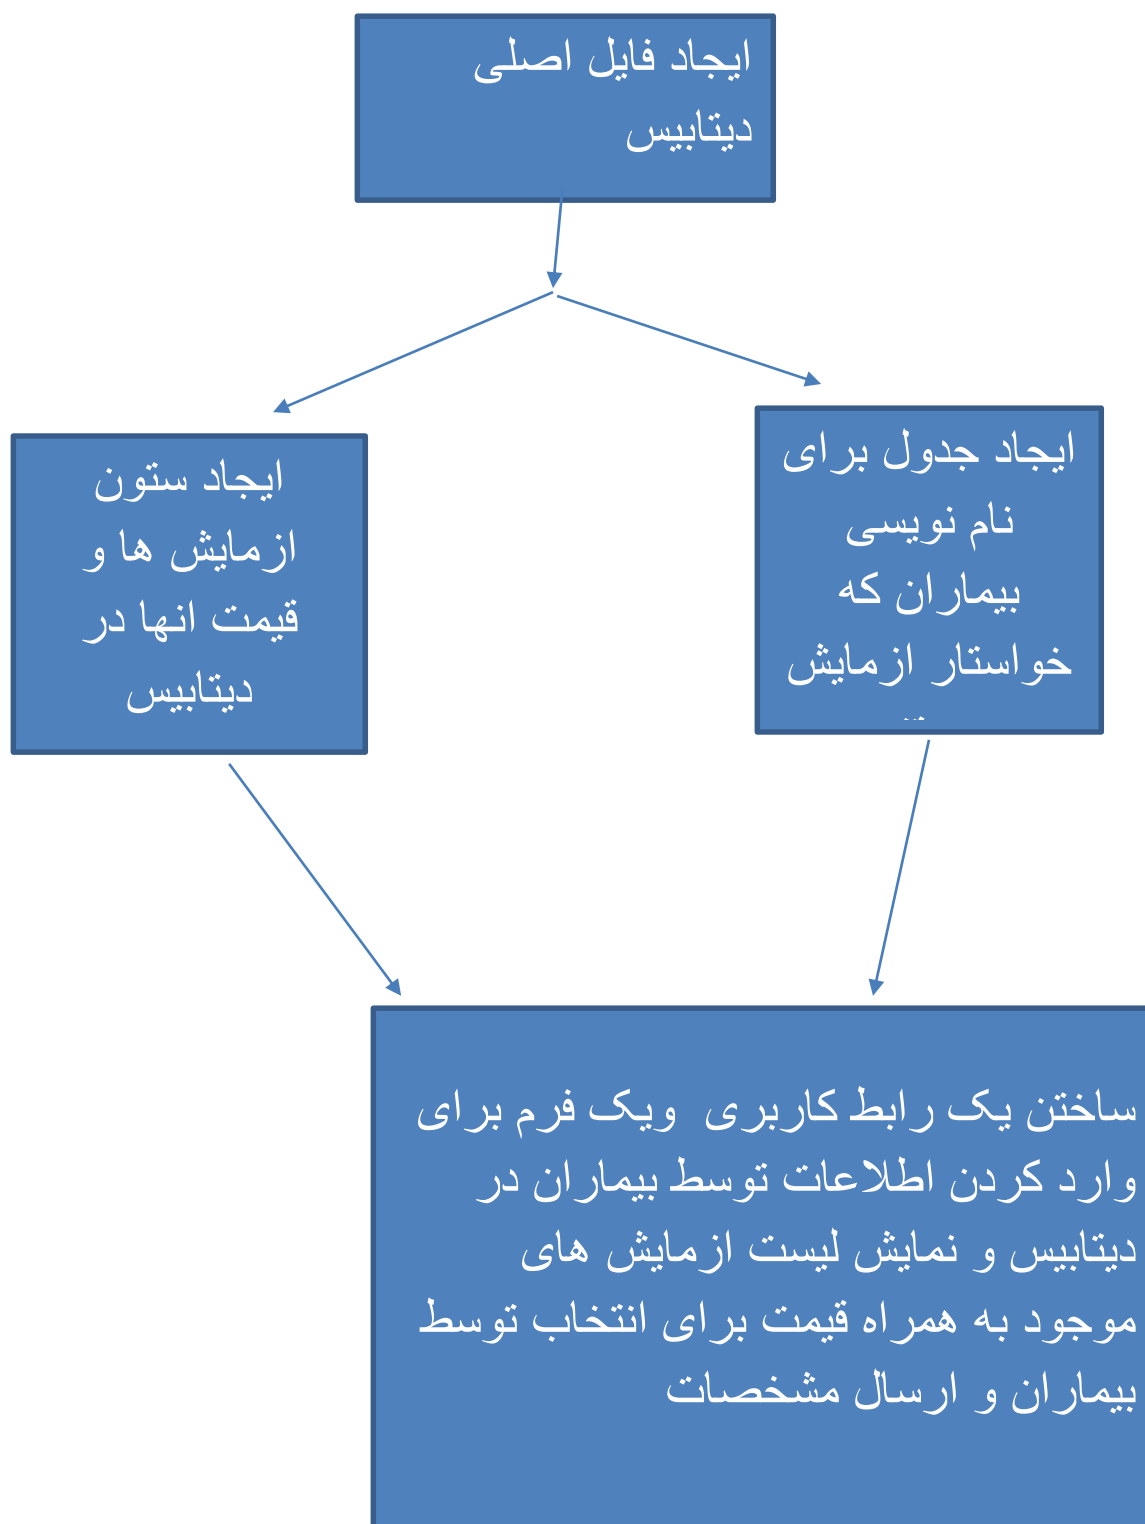 ایجاد فایل اصلی
دیتابیس
ایجاد جدول برای
نام نویسی
بیماران که
خواستار ازمایش
ایجاد ستون
ازمایش ها و
قیمت انها در
دیتابیس
ساختن یک رابط کاربری ویک فرم برای
وارد کردن اطلاعات توسط بیماران در
دیتابیس و نمایش لیست ازمایش های
موجود به همراه قیمت برای انتخاب توسط
بیماران و ارسال مشخصات